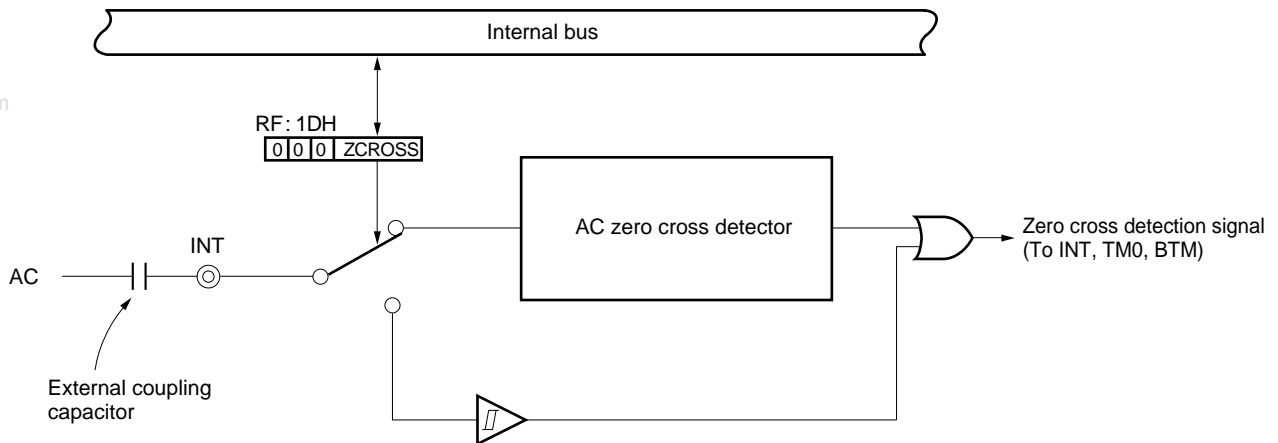 Internal bus
m
RF: 1DH
0 0 0 ZCROSS
AC zero cross detector
Zero cross detection signal
(To INT, TM0, BTM)
INT
AC
External coupling
capacitor